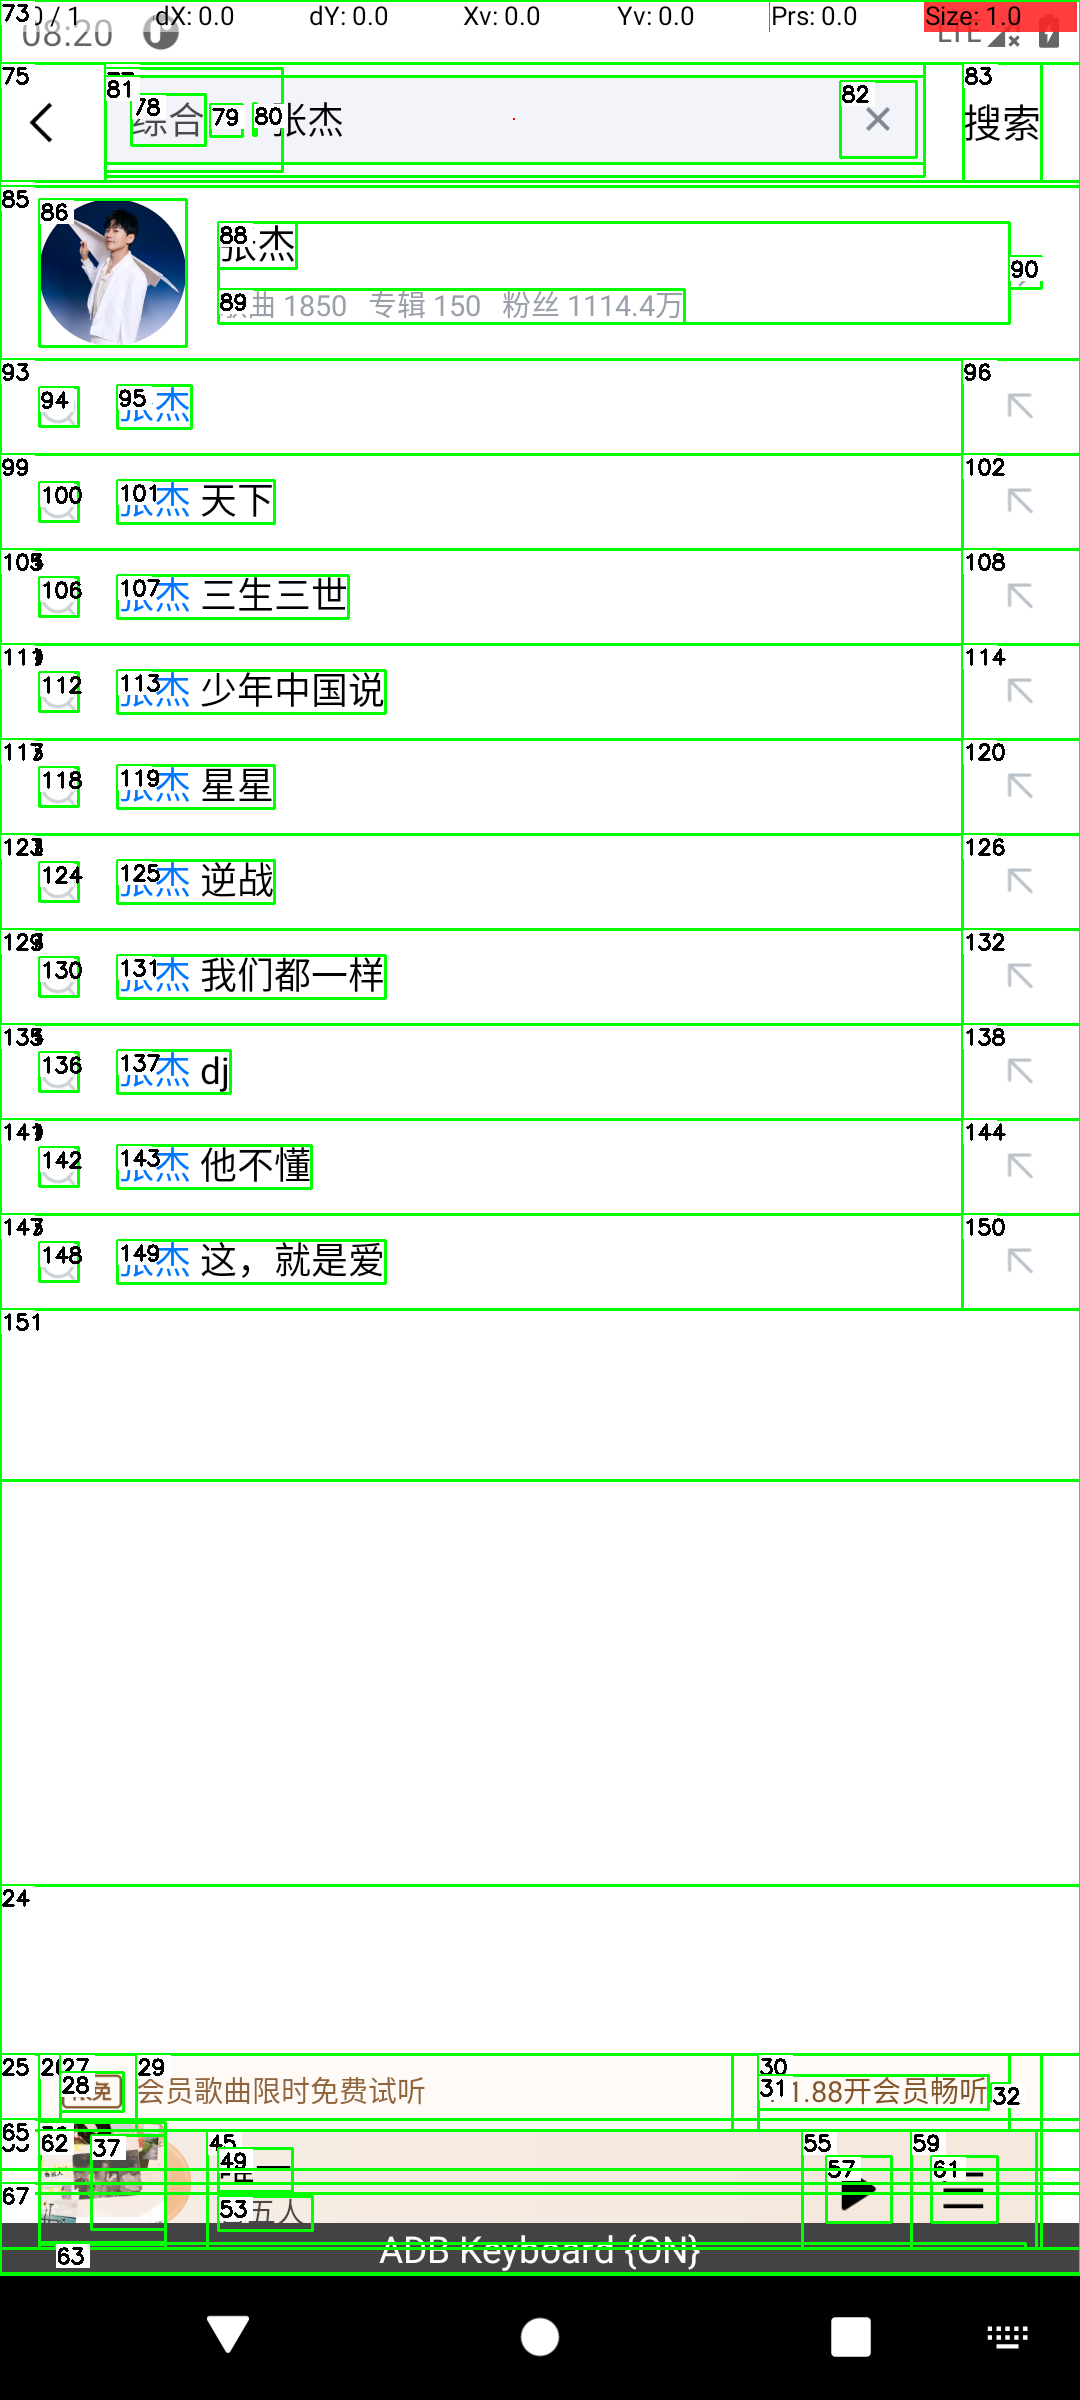 / 1 dX: 0.0 dY: 0.0 Xv: 0.0 Yv: 0.0 Prs: 0.0 Size: 1.0
73
08:20 LTE
75 81 78 综合 79 80 张杰 82 83 搜索
85 86 88 张杰
89 曲 1850 专辑 150 粉丝 1114.4万 90
93 94 95 张杰 96
99 100 101 张杰 天下 102
105 106 107 张杰 三生三世 108
111 112 113 张杰 少年中国说 114
117 118 119 张杰 星星 120
123 124 125 张杰 逆战 126
129 130 131 张杰 我们都一样 132
135 136 137 张杰 dj 138
141 142 143 张杰 他不懂 144
147 148 149 张杰 这，就是爱 150
151
24
25 27 28 免 29 会员歌曲限时免费试听 30 31 1.88开会员畅听 32
65 62 37 45 49 55 57 59 61
67 53 五人
63 ADB Keyboard {ON}